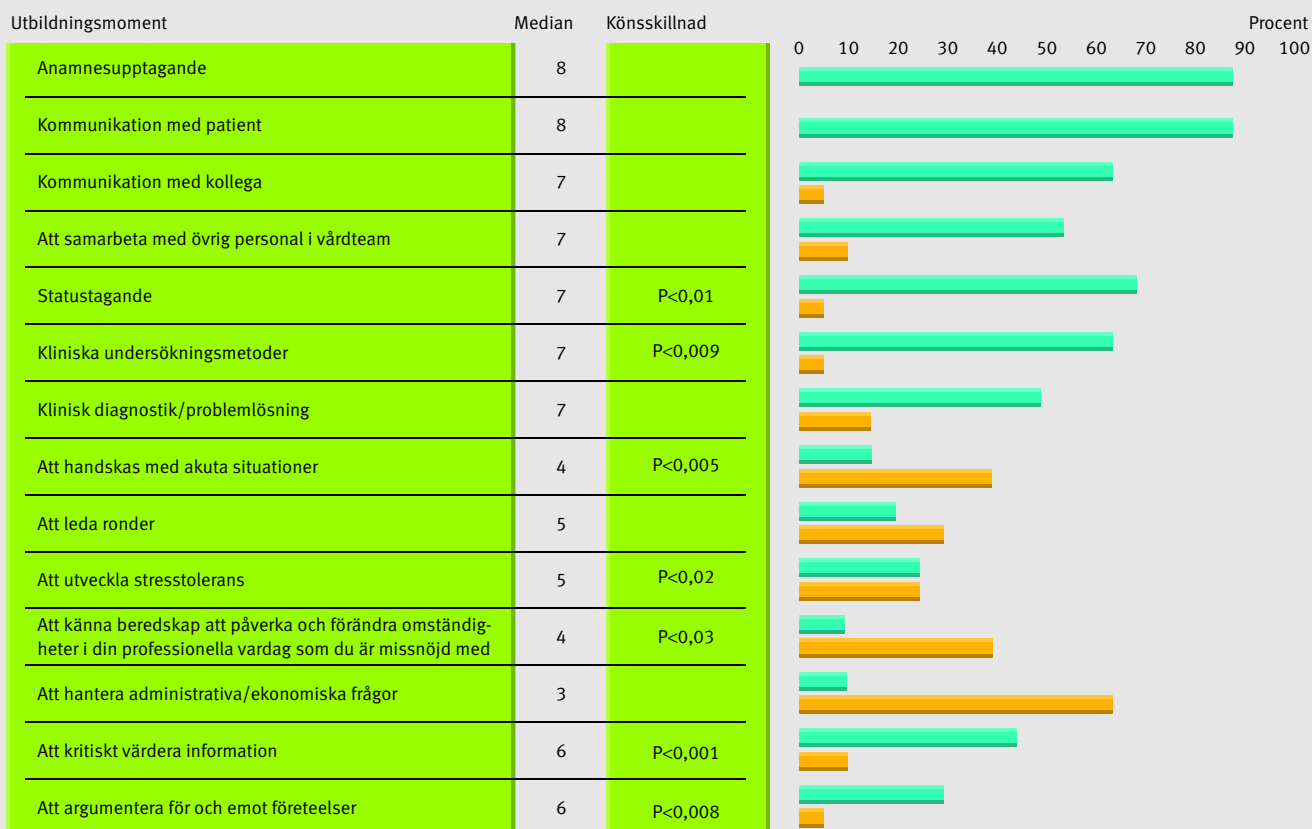 Utbildningsmoment Median Könsskillnad Procent
0 10 20 30 40 50 60 70 80 90 100
Anamnesupptagande 8
Kommunikation med patient 8
Kommunikation med kollega 7
Att samarbeta med övrig personal i vårdteam 7
Statustagande 7 P<0,01
Kliniska undersökningsmetoder 7 P<0,009
Klinisk diagnostik/problemlösning 7
Att handskas med akuta situationer 4 P<0,005
Att leda ronder 5
Att utveckla stresstolerans 5 P<0,02
Att känna beredskap att påverka och förändra omständig-
heter i din professionella vardag som du är missnöjd med 4 P<0,03
Att hantera administrativa/ekonomiska frågor 3
Att kritiskt värdera information 6 P<0,001
Att argumentera för och emot företeelser 6 P<0,008